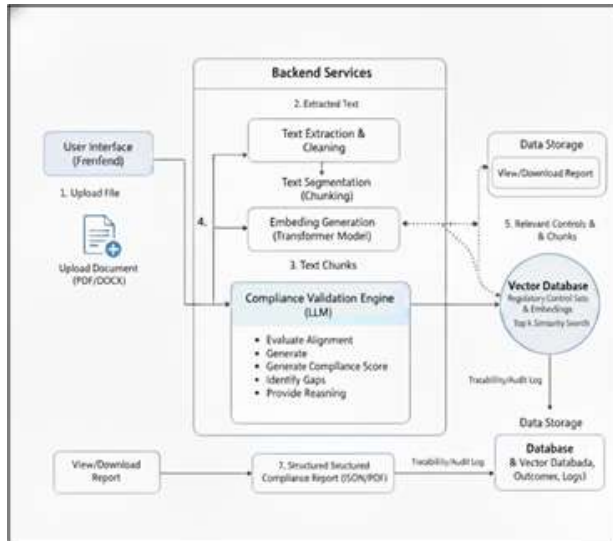 Backend Services
2. Extracted Text
Text Extraction &
Cleaning
Text Segmentation
(Chunking)
4.
Embeding Generation
(Transformer Model)
3. Text Chunks
Compliance Validation Engine
(LLM)
• Evaluate Alignment
• Generate
• Generate Compliance Score
• Identify Gaps
• Provide Reasning
User Interface
(Frenfend)
1. Upload File
Upload Document
(PDF/DOCX)
Data Storage
View/Download Report
5. Relevant Controls &
& Chunks
Vector Database
Regulatory Control Sets
& Embeddings
Top k Similarity Search
Tracability/Audit Log
Data Storage
Database
& Vector Databada,
Outcomes, Logs)
View/Download
Report
7. Structured Structured
Compliance Report (JSON/PDF)
Tracability/Audit Log